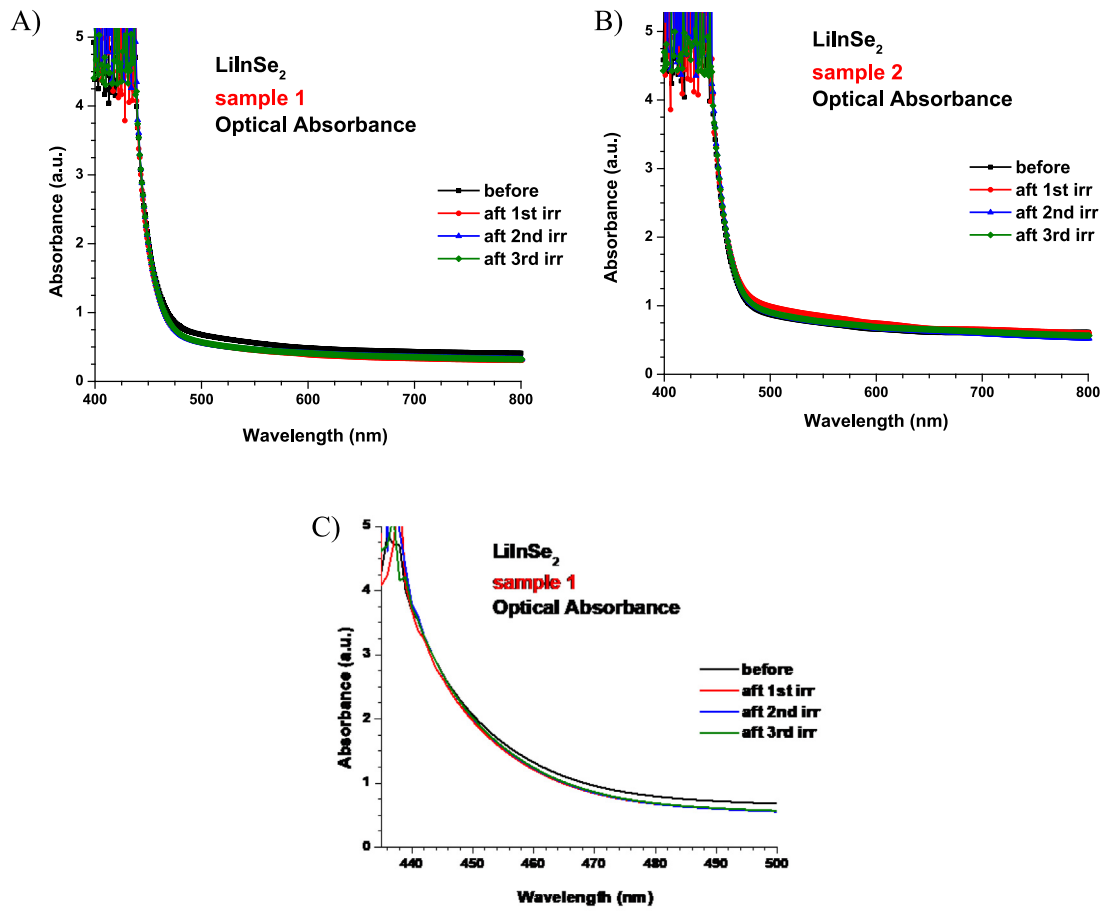 A)
LiInSe₂
sample 1
Optical Absorbance
before
aft 1st irr
aft 2nd irr
aft 3rd irr
Absorbance (a.u.)
5
4
3
2
1
0
400 500 600 700 800
Wavelength (nm)
B)
LiInSe₂
sample 2
Optical Absorbance
before
aft 1st irr
aft 2nd irr
aft 3rd irr
Absorbance (a.u.)
5
4
3
2
1
0
400 500 600 700 800
Wavelength (nm)
C)
LiInSe₂
sample 1
Optical Absorbance
before
aft 1st irr
aft 2nd irr
aft 3rd irr
Absorbance (a.u.)
5
4
3
2
1
0
440 450 460 470 480 490 500
Wavelength (nm)